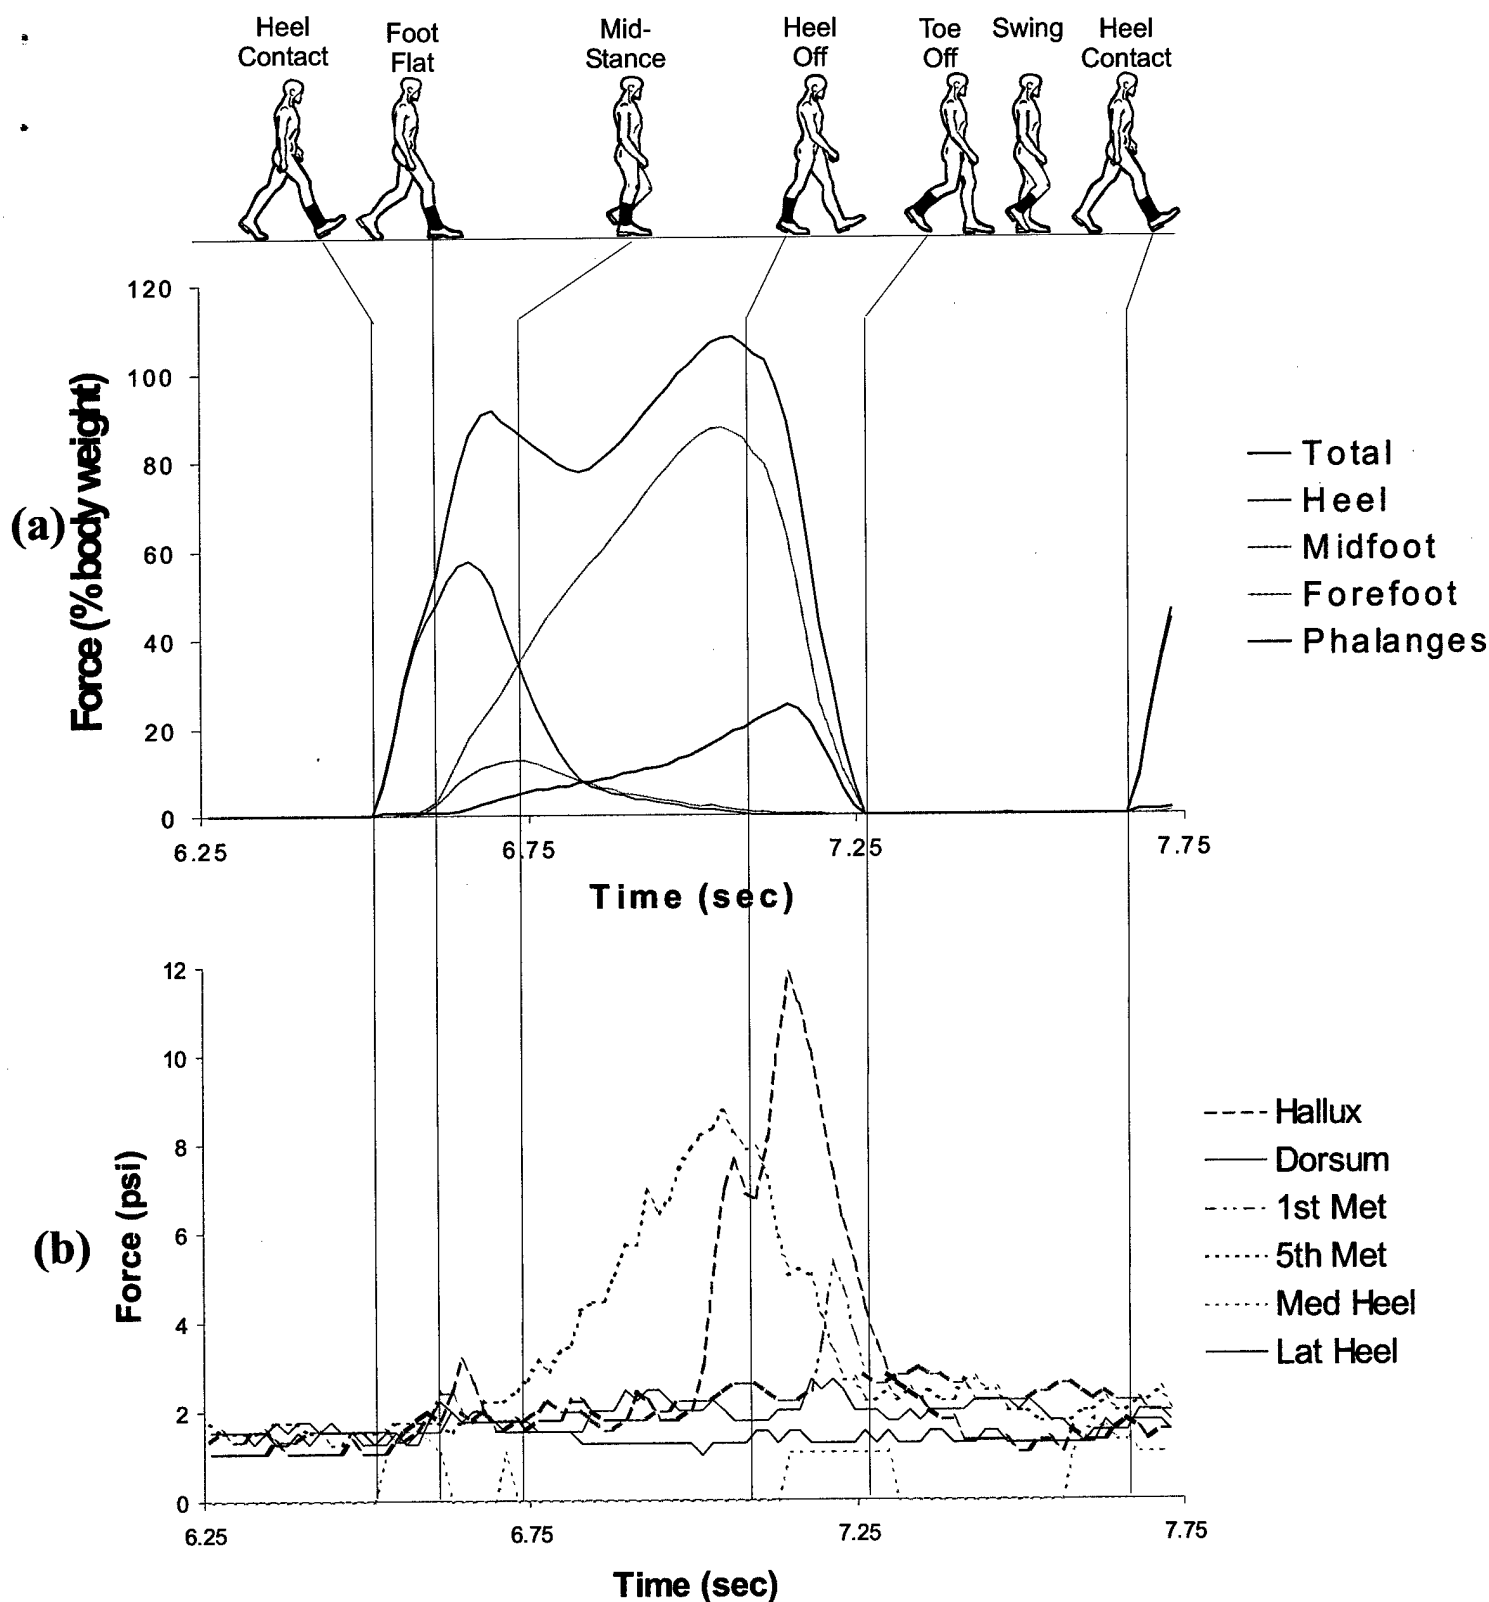 Heel
Contact
Foot
Flat
Mid-
Stance
Heel
Off
Toe
Off
Swing
Heel
Contact
(a)
Force (% body weight)
120
100
80
60
40
20
0
6.25
6.75
7.25
7.75
Time (sec)
Total
Heel
Midfoot
Forefoot
Phalanges
(b)
Force (psi)
12
10
8
6
4
2
0
6.25
6.75
7.25
7.75
Time (sec)
Hallux
Dorsum
1st Met
5th Met
Med Heel
Lat Heel